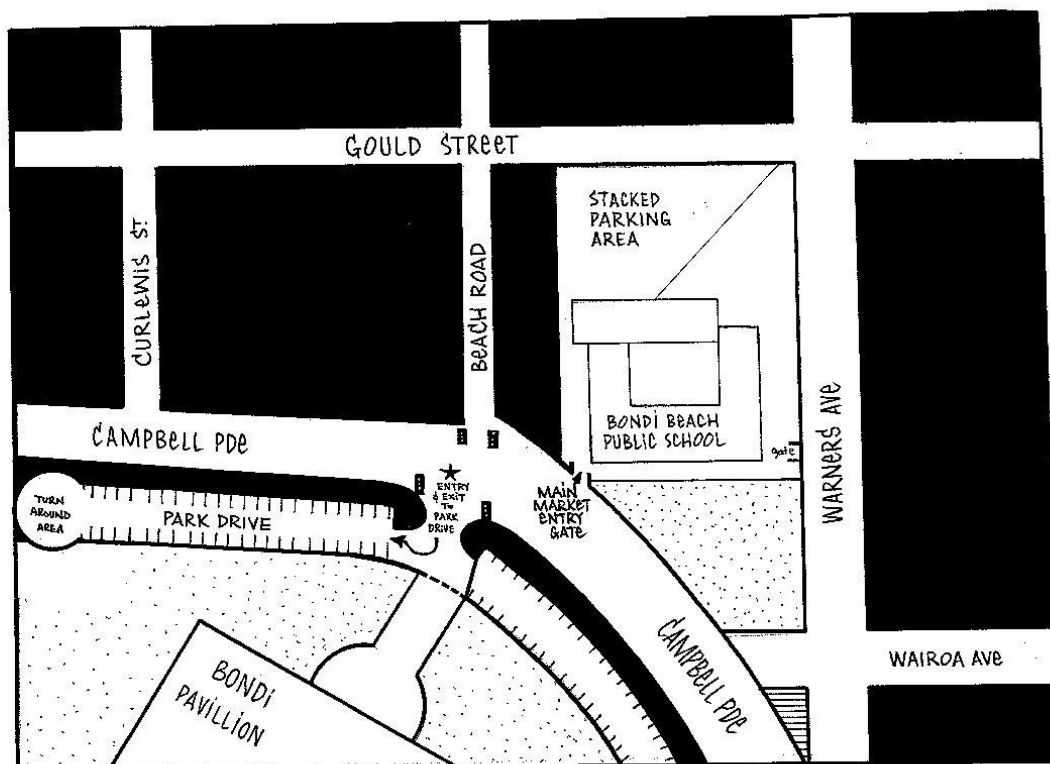 GOULD STREET
STACKED
PARKING
AREA
CURLEWIS ST.
BEACH ROAD
BONDI BEACH
PUBLIC SCHOOL
gate
WARNERS AVE
CAMPBELL PDE
TURN
AROUND
AREA
PARK DRIVE
ENTRY
& EXIT
TO
PARK
DRIVE
MAIN
MARKET
ENTRY
GATE
CAMPBELL PDE
WAIROA AVE
BONDI
PAVILLION